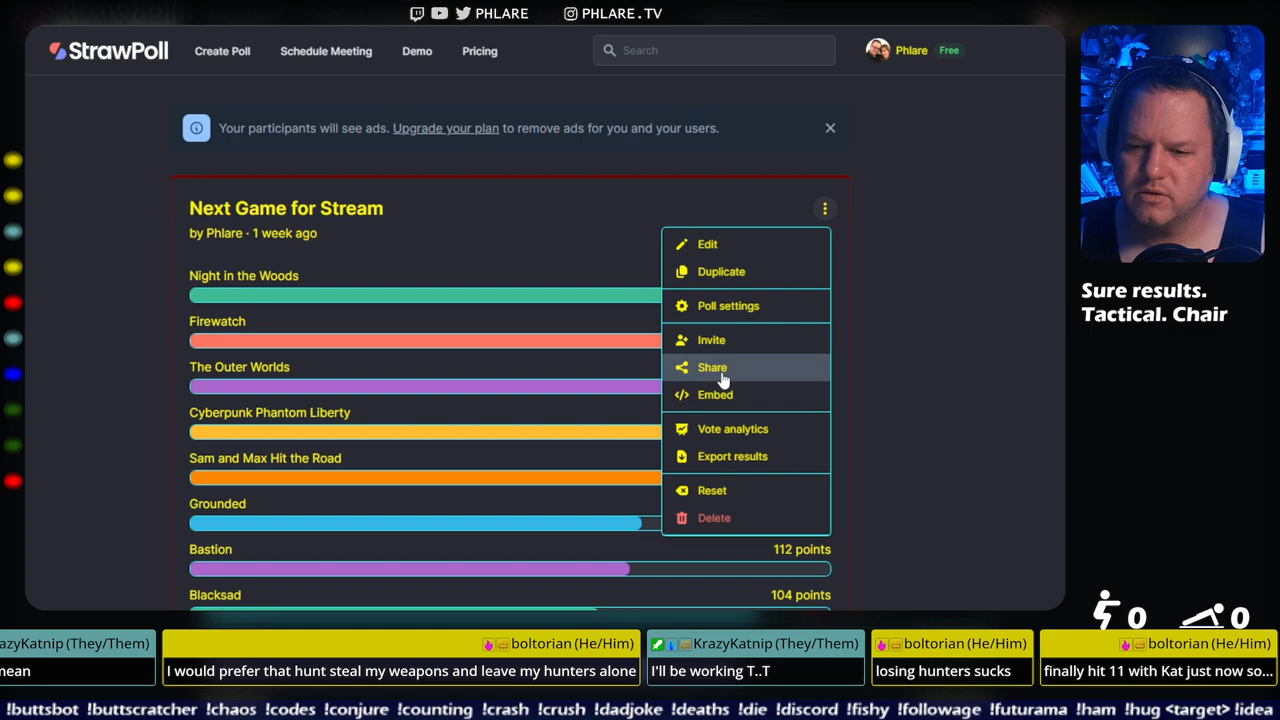 PHLARE
PHLARE.TV
StrawPoll
Create Poll
Schedule Meeting
Demo
Pricing
Search
Phlare
Free
Your participants will see ads. Upgrade your plan to remove ads for you and your users.
Next Game for Stream
by Phlare · 1 week ago
Edit
Duplicate
Poll settings
Invite
Share
Embed
Vote analytics
Export results
Reset
Delete
Night in the Woods
Firewatch
The Outer Worlds
Cyberpunk Phantom Liberty
Sam and Max Hit the Road
Grounded
Bastion
112 points
Blacksad
104 points
Sure results.
Tactical. Chair
0
0
azyKatnip (They/Them)
mean
boltorian (He/Him)
I would prefer that hunt steal my weapons and leave my hunters alone
KrazyKatnip (They/Them)
I'll be working T..T
boltorian (He/Him)
losing hunters sucks
boltorian (He/Him)
finally hit 11 with Kat just now so...
!buttsbot !buttscratcher !chaos !codes !conjure !counting !crash !crush !dadjoke !deaths !die !discord !fishy !followage !fromsoft !futurama !ham !hug <target> !idea